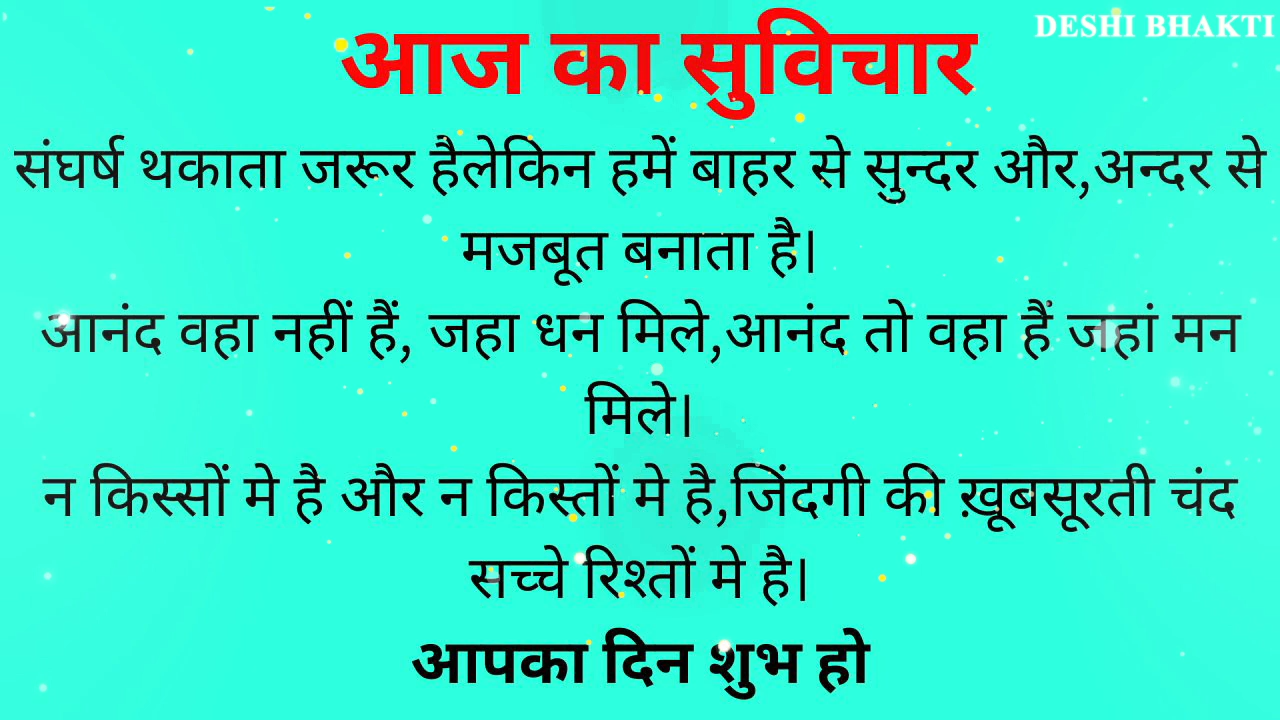 DESHI BHAKTI
आज का सुविचार
संघर्ष थकाता जरूर हैलेकिन हमें बाहर से सुन्दर और,अन्दर से
मजबूत बनाता है।
आनंद वहा नहीं हैं, जहा धन मिले,आनंद तो वहा हैं जहां मन
मिले।
न किस्सों मे है और न किस्तों मे है,जिंदगी की ख़ूबसूरती चंद
सच्चे रिश्तों मे है।
आपका दिन शुभ हो